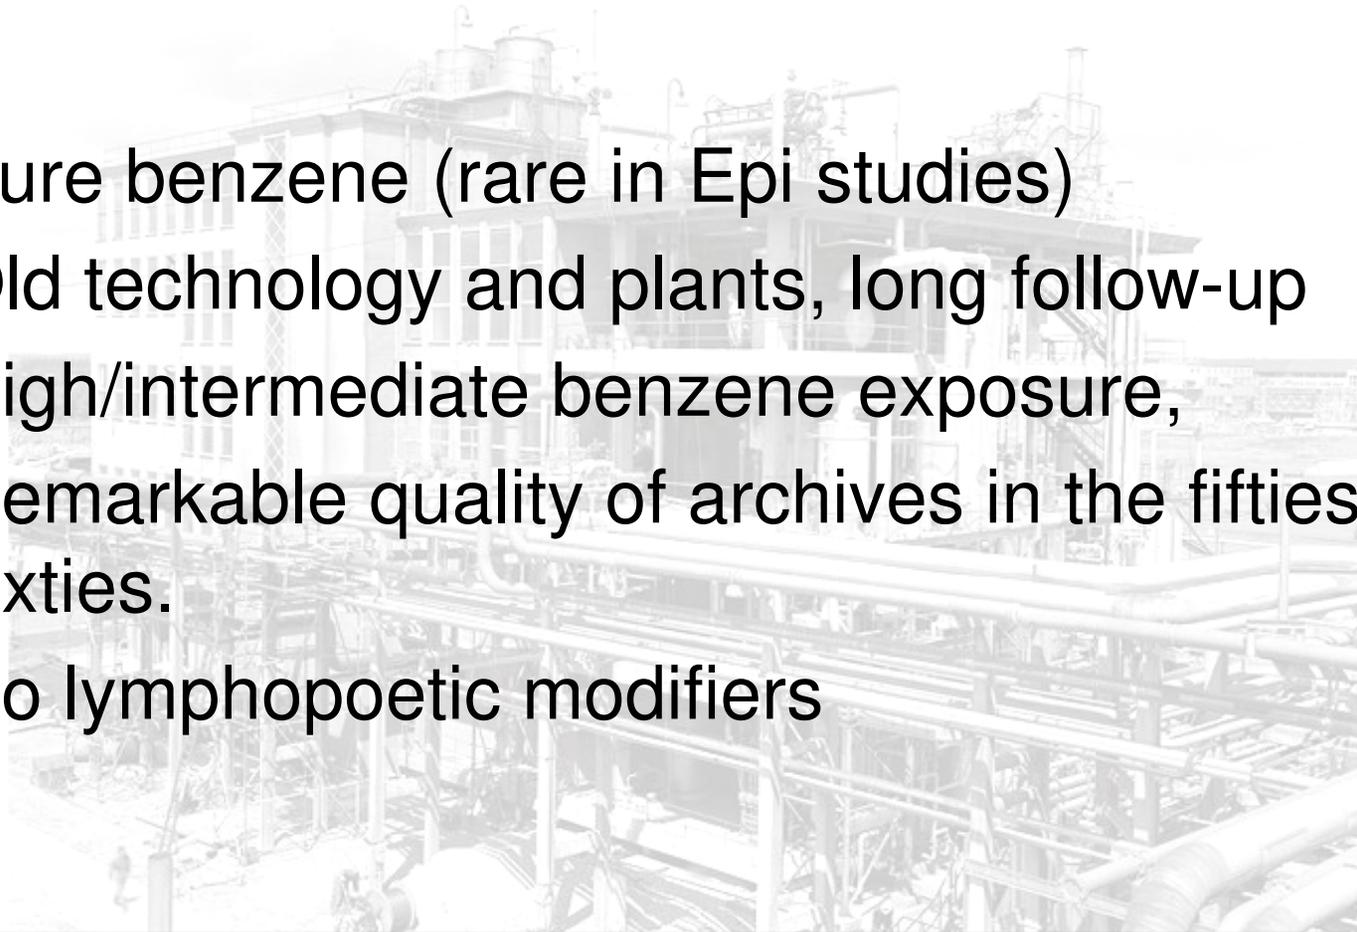 ure benzene (rare in Epi studies)
ld technology and plants, long follow-up
igh/intermediate benzene exposure,
emarkable quality of archives in the fifties
xties.
o lymphopoetic modifiers